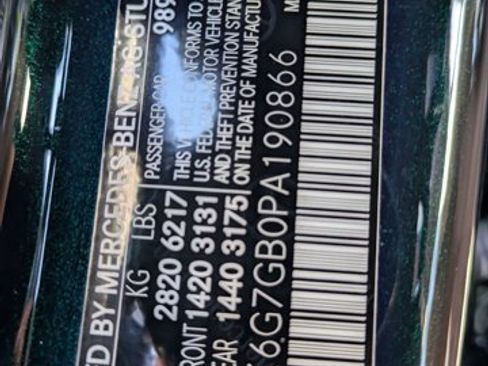 D BY MERCEDES-BENZ AG STU
KG LBS
2820 6217
RONT 1420 3131
EAR 1440 3175
PASSENGER CAR 989
THIS VEHICLE CONFORMS TO
U.S. FEDERAL MOTOR VEHICLE
AND THEFT PREVENTION STAN
ON THE DATE OF MANUFACTU
6G7GB0PA190866
MA